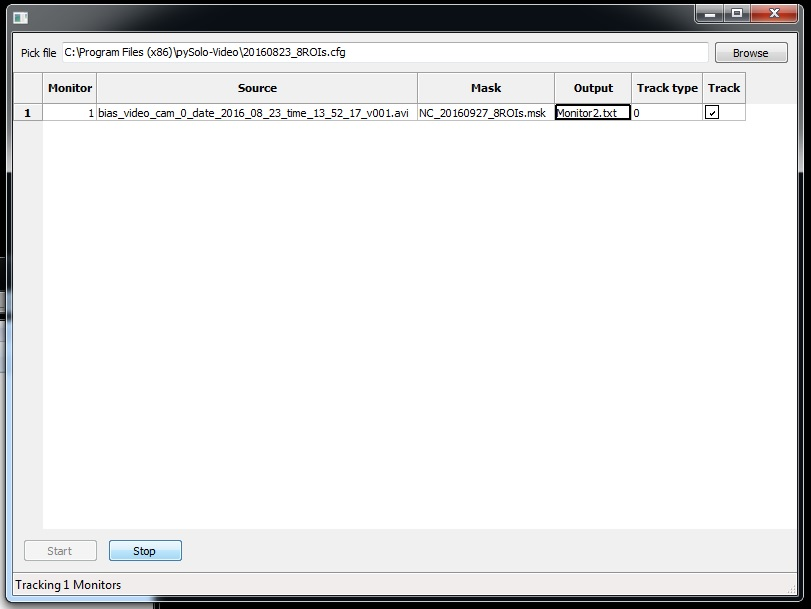 Pick file C:\Program Files (x86)\pySolo-Video\20160823_8ROIs.cfg Browse
Monitor Source Mask Output Track type Track
1 1 bias_video_cam_0_date_2016_08_23_time_13_52_17_v001.avi NC_20160927_8ROIs.msk Monitor2.txt 0
Start Stop
Tracking 1 Monitors